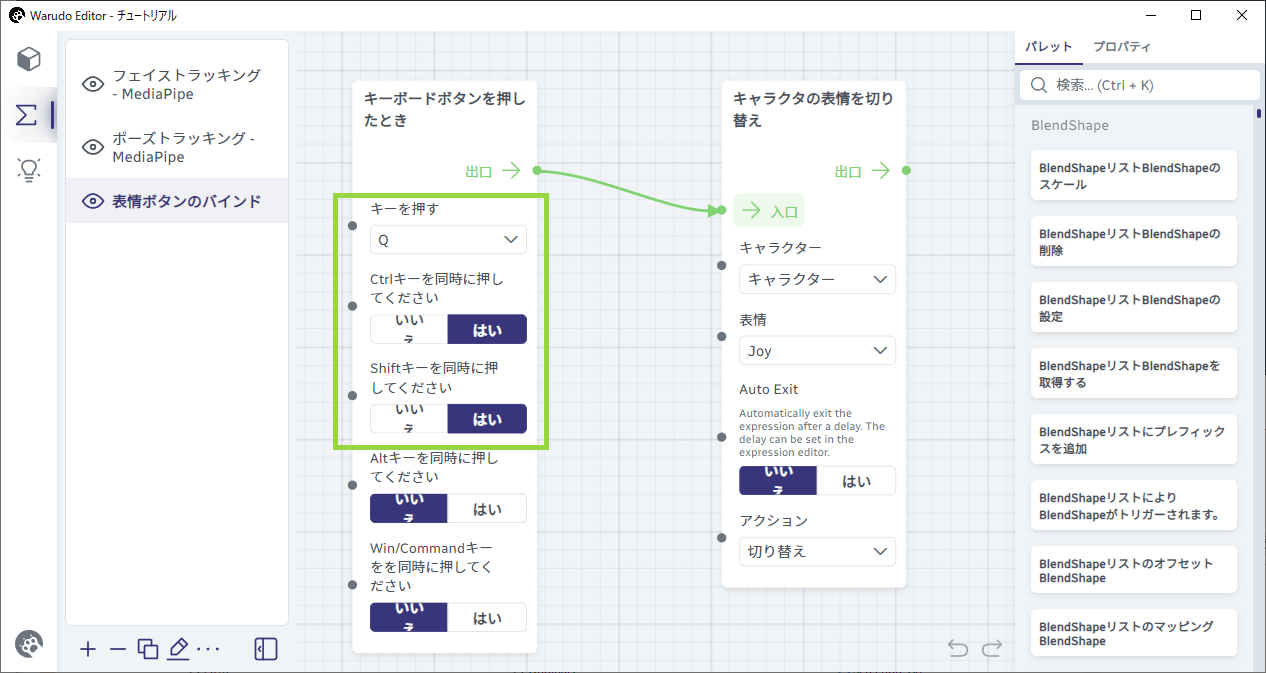 Warudo Editor - チュートリアル
フェイストラッキング
- MediaPipe
ポーズトラッキング -
MediaPipe
表情ボタンのバインド
キーボードボタンを押し
たとき
出口
キーを押す
Q
Ctrlキーを同時に押し
てください
いい
え
はい
Shiftキーを同時に押
してください
いい
え
はい
Altキーを同時に押し
てください
いい
え
はい
Win/Commandキー
をを同時に押してく
ださい
いい
え
はい
キャラクタの表情を切り
替え
出口
入口
キャラクター
キャラクター
表情
Joy
Auto Exit
Automatically exit the
expression after a delay. The
delay can be set in the
expression editor.
いい
え
はい
アクション
切り替え
パレット
プロパティ
検索... (Ctrl + K)
BlendShape
BlendShapeリストBlendShapeの
スケール
BlendShapeリストBlendShapeの
削除
BlendShapeリストBlendShapeの
設定
BlendShapeリストBlendShapeを
取得する
BlendShapeリストにプレフィック
スを追加
BlendShapeリストにより
BlendShapeがトリガーされます。
BlendShapeリストのオフセット
BlendShape
BlendShapeリストのマッピング
BlendShape